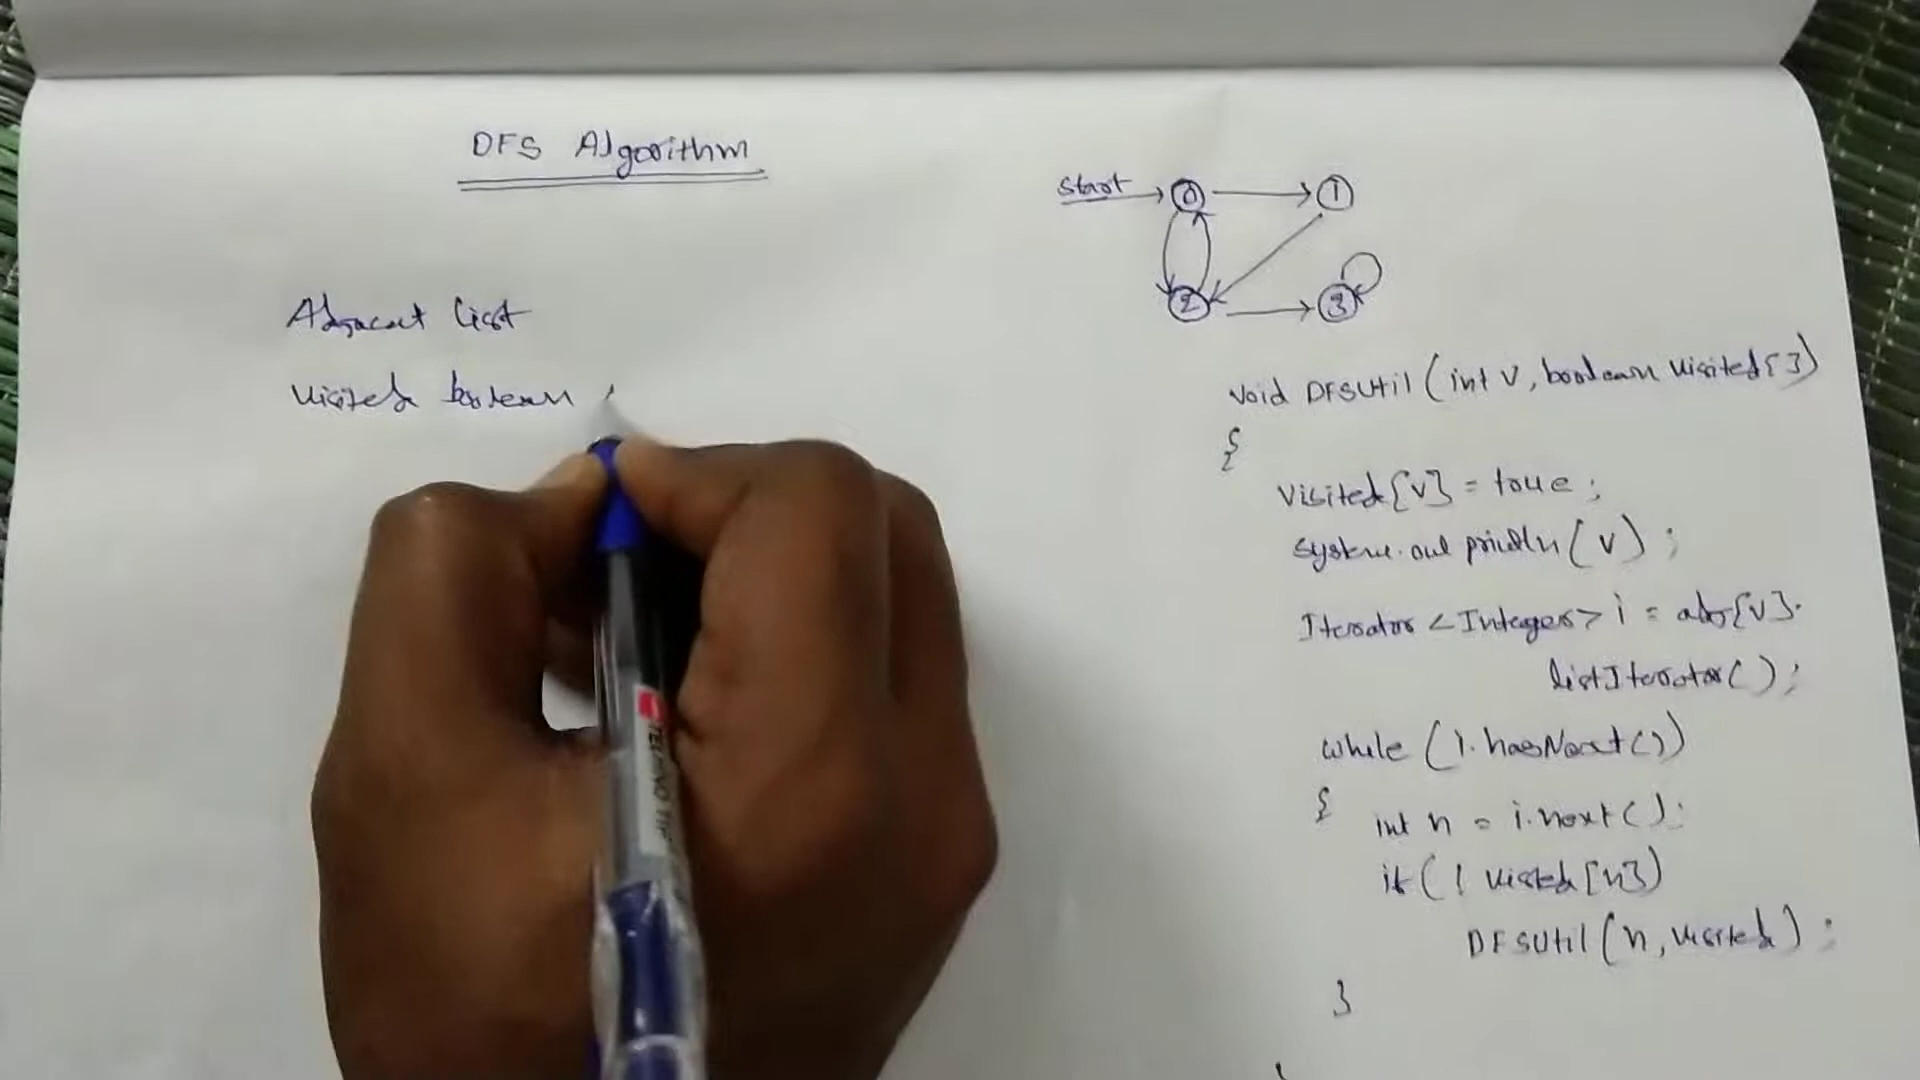 DFS Algorithm
Start
0
1
2
3
Adjacent list
Visited boolean
void DFSUtil (int v, boolean visited[])
{
visited[v] = true;
System.out println(v);
Iterator <Integer> i = adj[v].
listIterator();
while (i.hasNext())
{ int n = i.next();
if(! visited[n])
DFSUtil(n, visited);
}